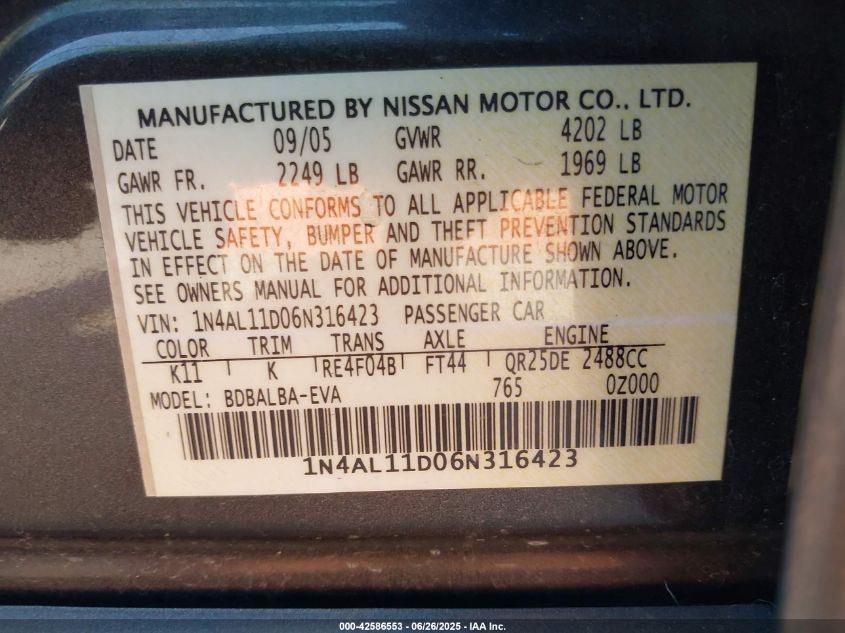 MANUFACTURED BY NISSAN MOTOR CO., LTD.
DATE 09/05 GVWR 4202 LB
GAWR FR. 2249 LB GAWR RR. 1969 LB
THIS VEHICLE CONFORMS TO ALL APPLICABLE FEDERAL MOTOR
VEHICLE SAFETY, BUMPER AND THEFT PREVENTION STANDARDS
IN EFFECT ON THE DATE OF MANUFACTURE SHOWN ABOVE.
SEE OWNERS MANUAL FOR ADDITIONAL INFORMATION.
VIN: 1N4AL11D06N316423 PASSENGER CAR
COLOR TRIM TRANS AXLE ENGINE
K11 K RE4F04B FT44 QR25DE 2488CC
MODEL: BDBALBA-EVA 765 0Z000
1N4AL11D06N316423
000-42586553 - 06/26/2025 - IAA Inc.